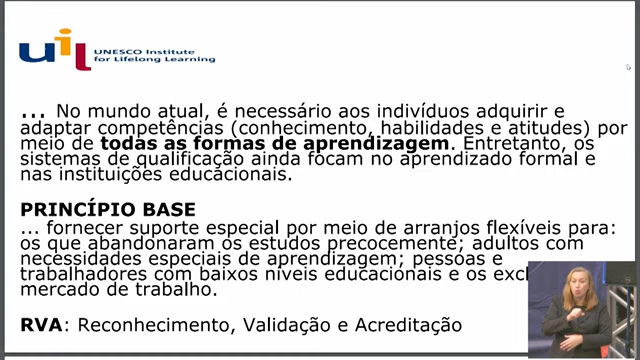 uil UNESCO Institute
for Lifelong Learning
... No mundo atual, é necessário aos indivíduos adquirir e
adaptar competências (conhecimento, habilidades e atitudes) por
meio de todas as formas de aprendizagem. Entretanto, os
sistemas de qualificação ainda focam no aprendizado formal e
nas instituições educacionais.
PRINCÍPIO BASE
... fornecer suporte especial por meio de arranjos flexíveis para:
os que abandonaram os estudos precocemente; adultos com
necessidades especiais de aprendizagem; pessoas e
trabalhadores com baixos níveis educacionais e os
mercado de trabalho.
RVA: Reconhecimento, Validação e Acreditação